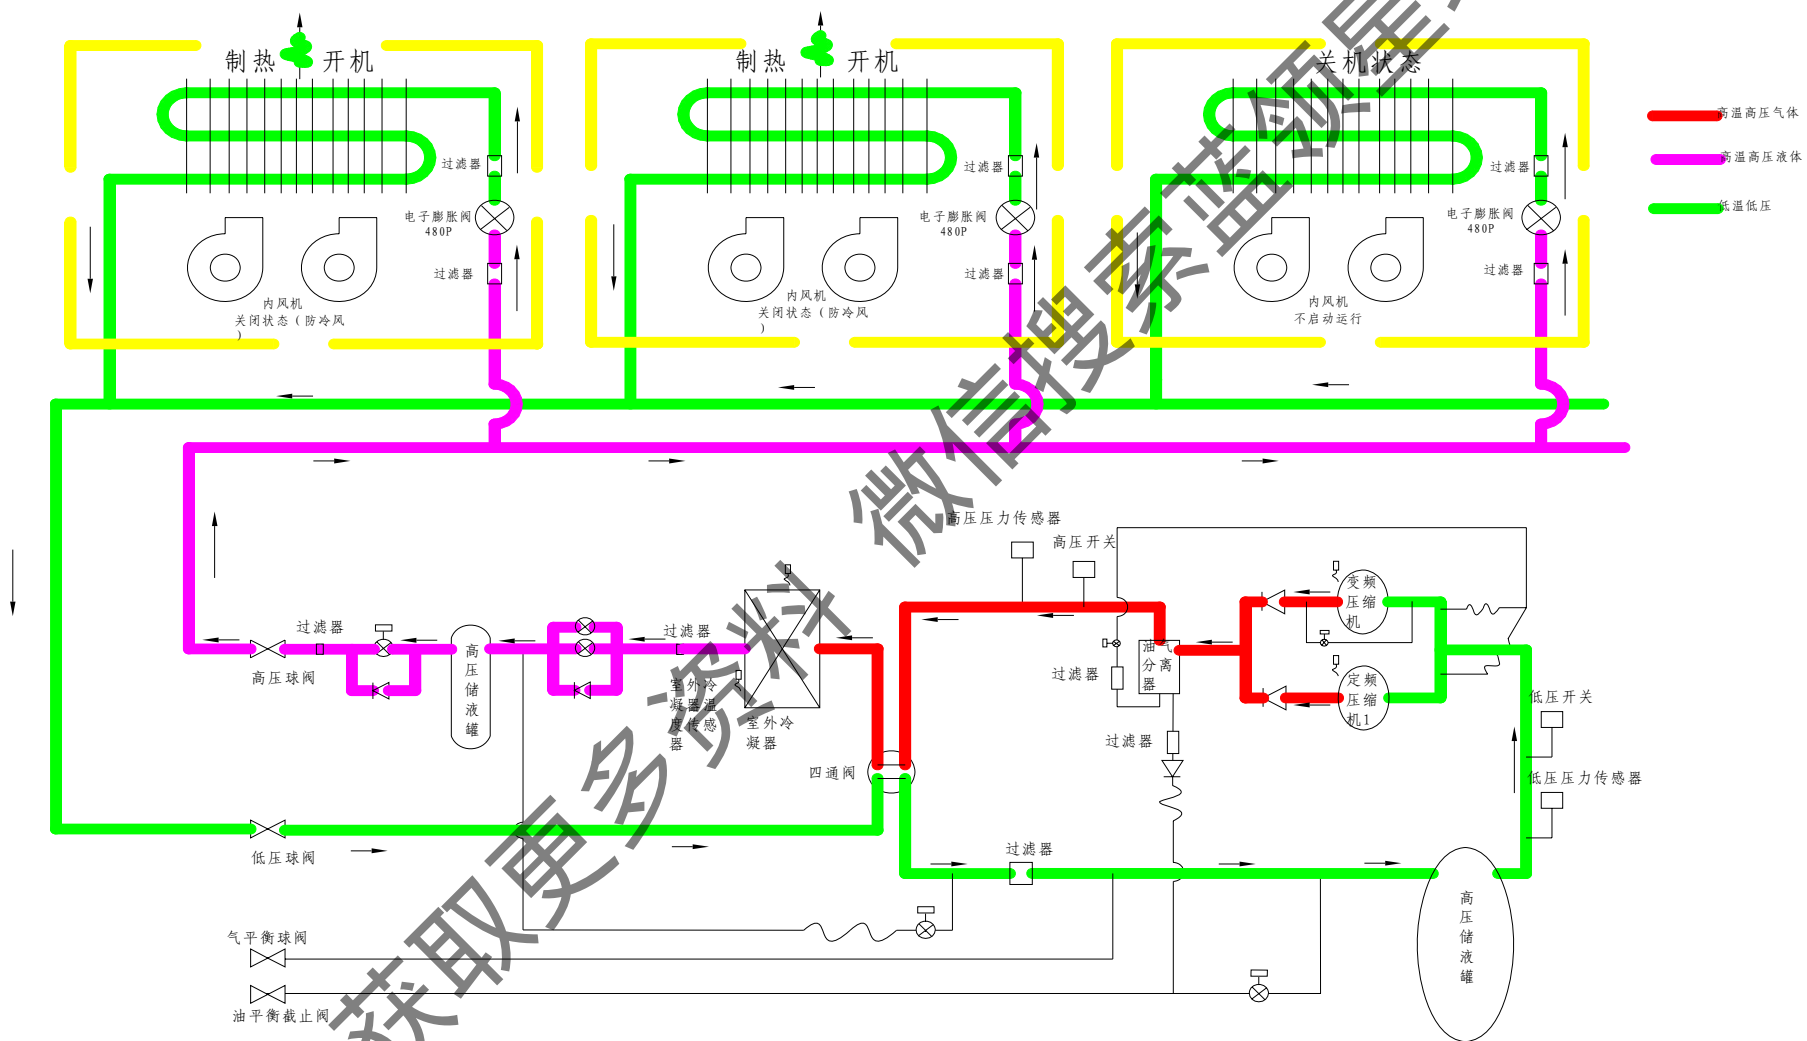 制热 开机
过滤器
电子膨胀阀
480P
过滤器
内风机
关闭状态（防冷风
）
制热 开机
过滤器
电子膨胀阀
480P
过滤器
内风机
关闭状态（防冷风
）
关机状态
过滤器
电子膨胀阀
480P
过滤器
内风机
不启动运行
高温高压气体
高温高压液体
低温低压
高压压力传感器
高压开关
变频
压缩
机
定频
压缩
机1
油气
分离
器
过滤器
过滤器
过滤器
高压球阀
高压储液罐
过滤器
室外冷
凝器温
度传感
器
室外冷
凝器
四通阀
低压开关
低压压力传感器
低压球阀
过滤器
高
压
储
液
罐
气平衡球阀
油平衡截止阀
获取更多资料 微信搜索蓝领星